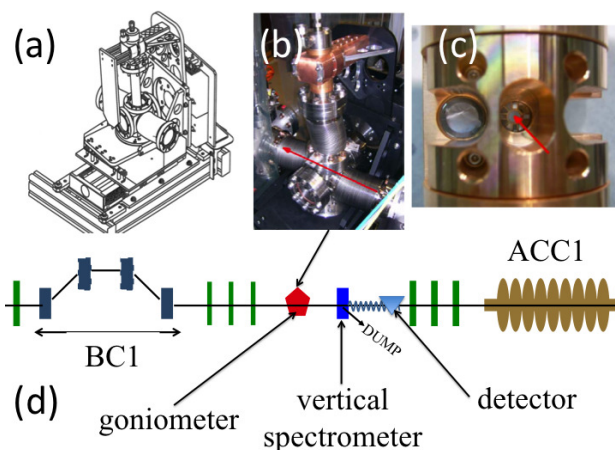 (a)
(b)
(c)
ACC1
BC1
DUMP
(d)
goniometer
vertical
spectrometer
detector